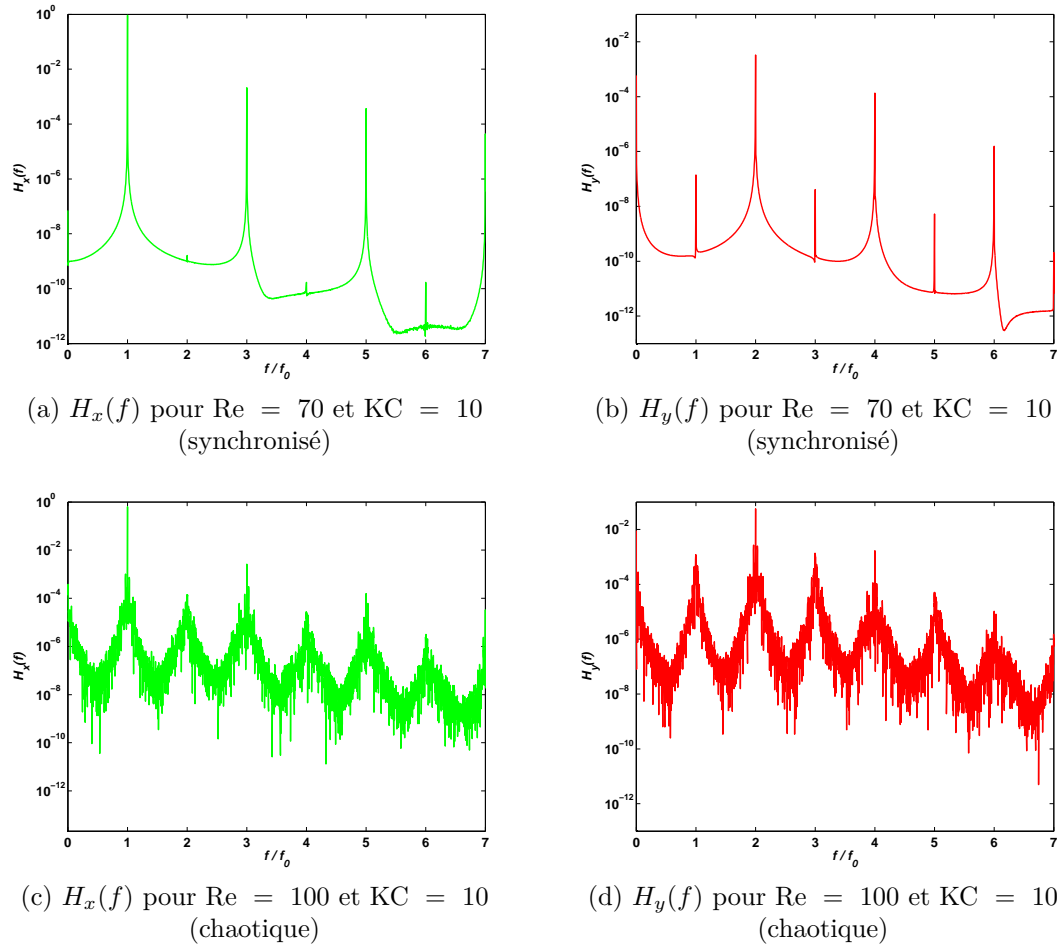 10^0
10^−2
10^−4
10^−6
10^−8
10^−10
10^−12
H_x(f)
0 1 2 3 4 5 6 7
f / f_0
(a) H_x(f) pour Re = 70 et KC = 10
(synchronisé)
10^−2
10^−4
10^−6
10^−8
10^−10
10^−12
H_y(f)
0 1 2 3 4 5 6 7
f / f_0
(b) H_y(f) pour Re = 70 et KC = 10
(synchronisé)
10^0
10^−2
10^−4
10^−6
10^−8
10^−10
10^−12
H_x(f)
0 1 2 3 4 5 6 7
f / f_0
(c) H_x(f) pour Re = 100 et KC = 10
(chaotique)
10^−2
10^−4
10^−6
10^−8
10^−10
10^−12
H_y(f)
0 1 2 3 4 5 6 7
f / f_0
(d) H_y(f) pour Re = 100 et KC = 10
(chaotique)